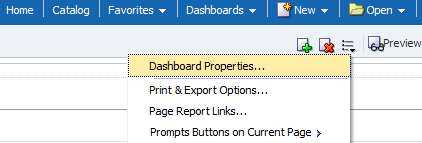 Home Catalog Favorites Dashboards New Open
Preview
Dashboard Properties...
Print & Export Options...
Page Report Links...
Prompts Buttons on Current Page